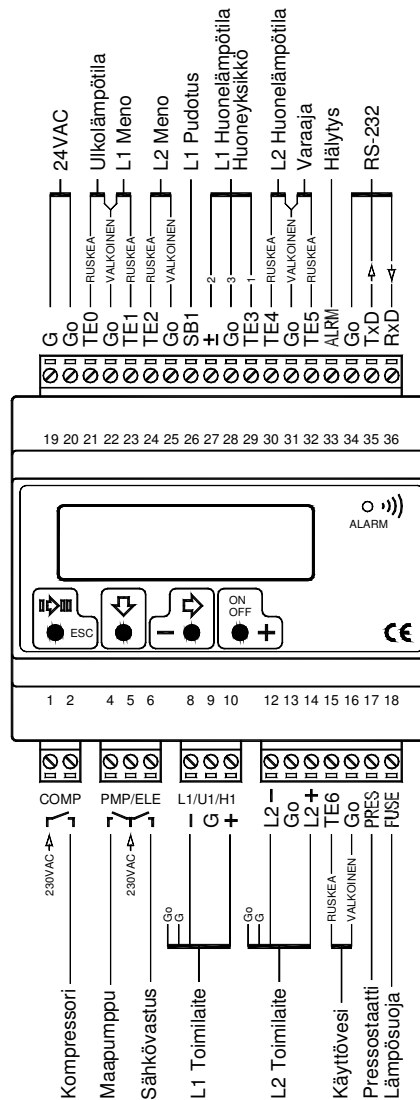 24VAC
Ulkolämpötila
L1 Meno
L2 Meno
L1 Pudotus
L1 Huonelämpötila
Huoneyksikkö
L2 Huonelämpötila
Varaaja
Hälytys
RS-232
RUSKEA
VALKOINEN
RUSKEA
RUSKEA
VALKOINEN
2
3
1
RUSKEA
VALKOINEN
RUSKEA
G
Go
TE0
Go
TE1
TE2
Go
SB1
+-
Go
TE3
TE4
Go
TE5
ALRM
Go
TxD
RxD
19 20 21 22 23 24 25 26 27 28 29 30 31 32 33 34 35 36
ALARM
ESC
−
ON
OFF
+
CE
1 2 4 5 6 8 9 10 12 13 14 15 16 17 18
COMP PMP/ELE L1/U1/H1
− G +
L2−
Go
L2+
TE6
Go
PRES
FUSE
230VAC
230VAC
Go
G
Go
G
RUSKEA
VALKOINEN
Kompressori
Maapumppu
Sähkövastus
L1 Toimilaite
L2 Toimilaite
Käyttövesi
Pressostaatti
Lämpösuoja